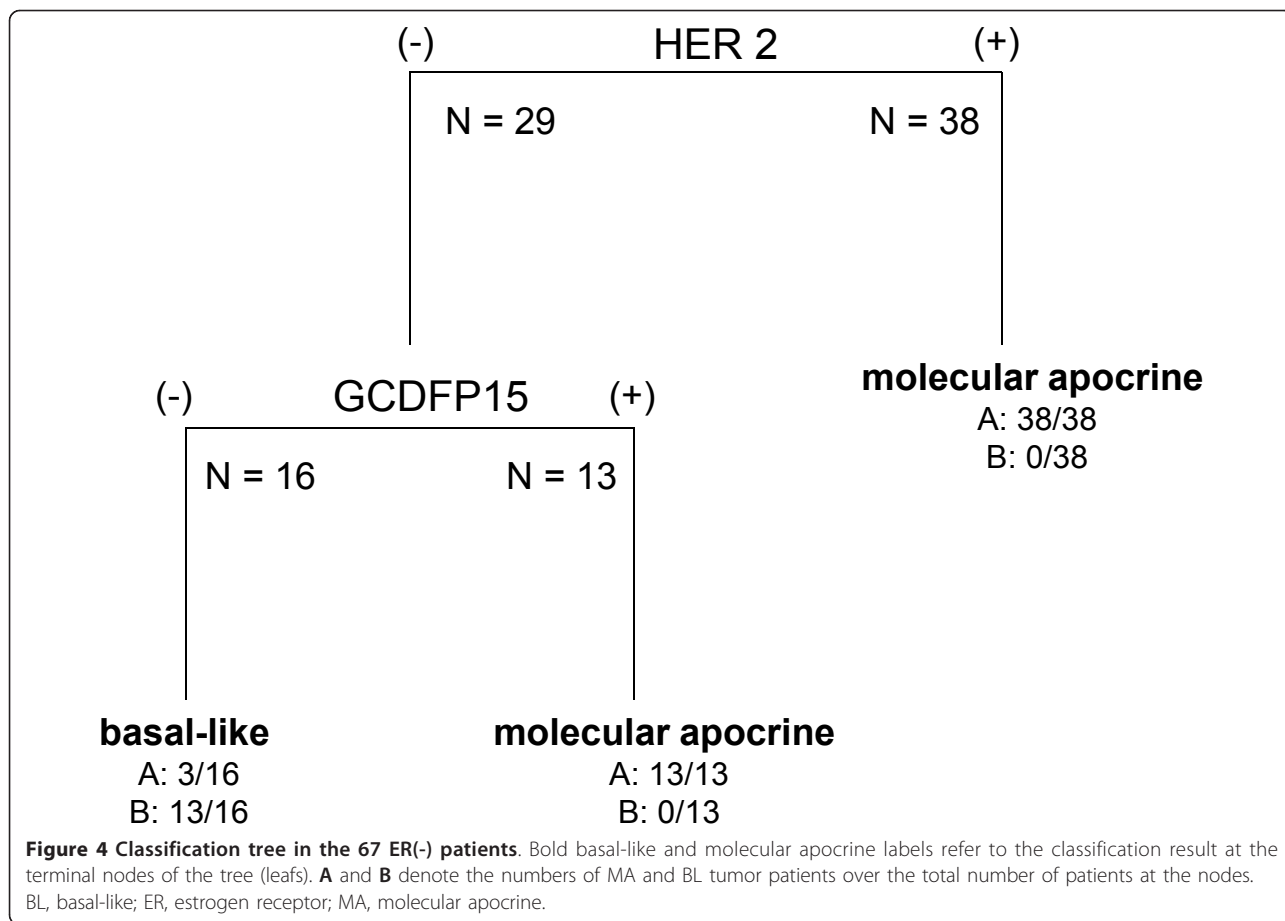 (-) HER 2 (+)
N = 29 N = 38
molecular apocrine
A: 38/38
B: 0/38
(-) GCDFP15 (+)
N = 16 N = 13
basal-like molecular apocrine
A: 3/16 A: 13/13
B: 13/16 B: 0/13
Figure 4 Classification tree in the 67 ER(-) patients. Bold basal-like and molecular apocrine labels refer to the classification result at the
terminal nodes of the tree (leafs). A and B denote the numbers of MA and BL tumor patients over the total number of patients at the nodes.
BL, basal-like; ER, estrogen receptor; MA, molecular apocrine.